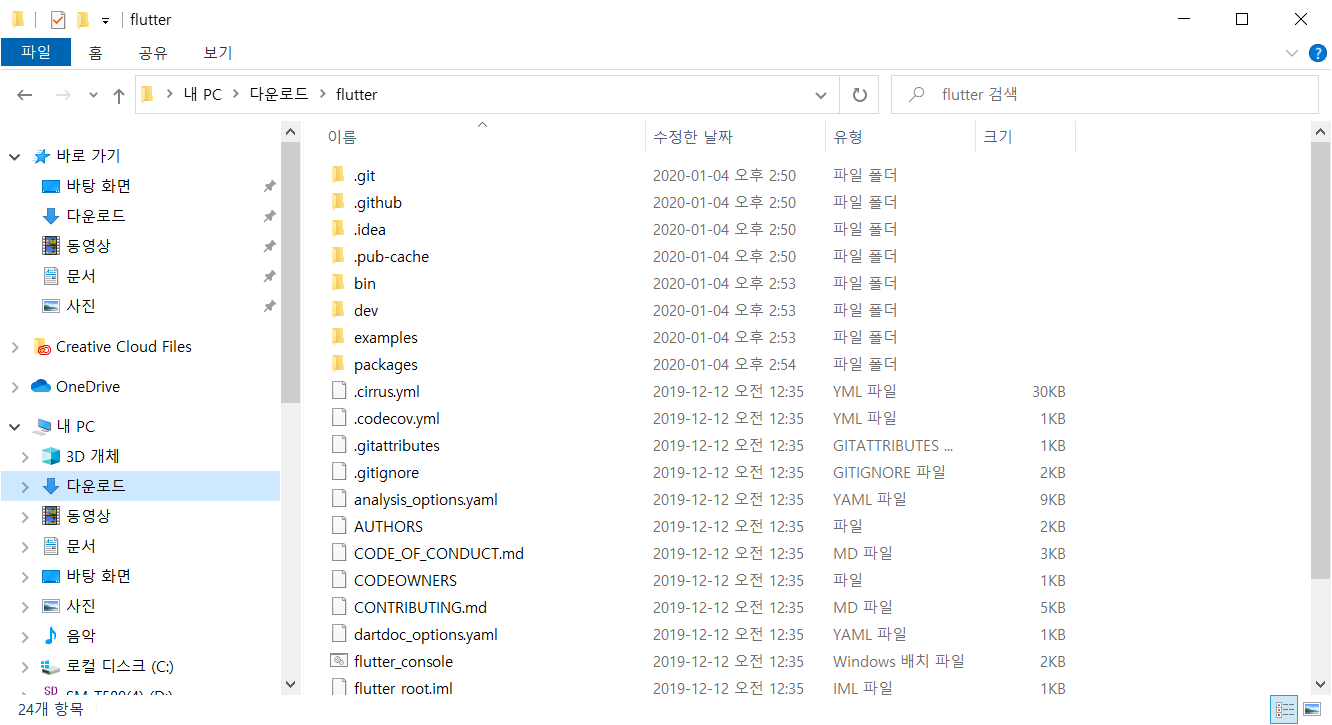 flutter
파일 홈 공유 보기
내 PC 다운로드 flutter
flutter 검색
바로 가기
바탕 화면
다운로드
동영상
문서
사진
Creative Cloud Files
OneDrive
내 PC
3D 개체
다운로드
동영상
문서
바탕 화면
사진
음악
로컬 디스크 (C:)
SM-T580(4) (D:)
이름 수정한 날짜 유형 크기
.git 2020-01-04 오후 2:50 파일 폴더
.github 2020-01-04 오후 2:50 파일 폴더
.idea 2020-01-04 오후 2:50 파일 폴더
.pub-cache 2020-01-04 오후 2:50 파일 폴더
bin 2020-01-04 오후 2:53 파일 폴더
dev 2020-01-04 오후 2:53 파일 폴더
examples 2020-01-04 오후 2:53 파일 폴더
packages 2020-01-04 오후 2:54 파일 폴더
.cirrus.yml 2019-12-12 오전 12:35 YML 파일 30KB
.codecov.yml 2019-12-12 오전 12:35 YML 파일 1KB
.gitattributes 2019-12-12 오전 12:35 GITATTRIBUTES ... 1KB
.gitignore 2019-12-12 오전 12:35 GITIGNORE 파일 2KB
analysis_options.yaml 2019-12-12 오전 12:35 YAML 파일 9KB
AUTHORS 2019-12-12 오전 12:35 파일 2KB
CODE_OF_CONDUCT.md 2019-12-12 오전 12:35 MD 파일 3KB
CODEOWNERS 2019-12-12 오전 12:35 파일 1KB
CONTRIBUTING.md 2019-12-12 오전 12:35 MD 파일 5KB
dartdoc_options.yaml 2019-12-12 오전 12:35 YAML 파일 1KB
flutter_console 2019-12-12 오전 12:35 Windows 배치 파일 2KB
flutter_root.iml 2019-12-12 오전 12:35 IML 파일 1KB
24개 항목